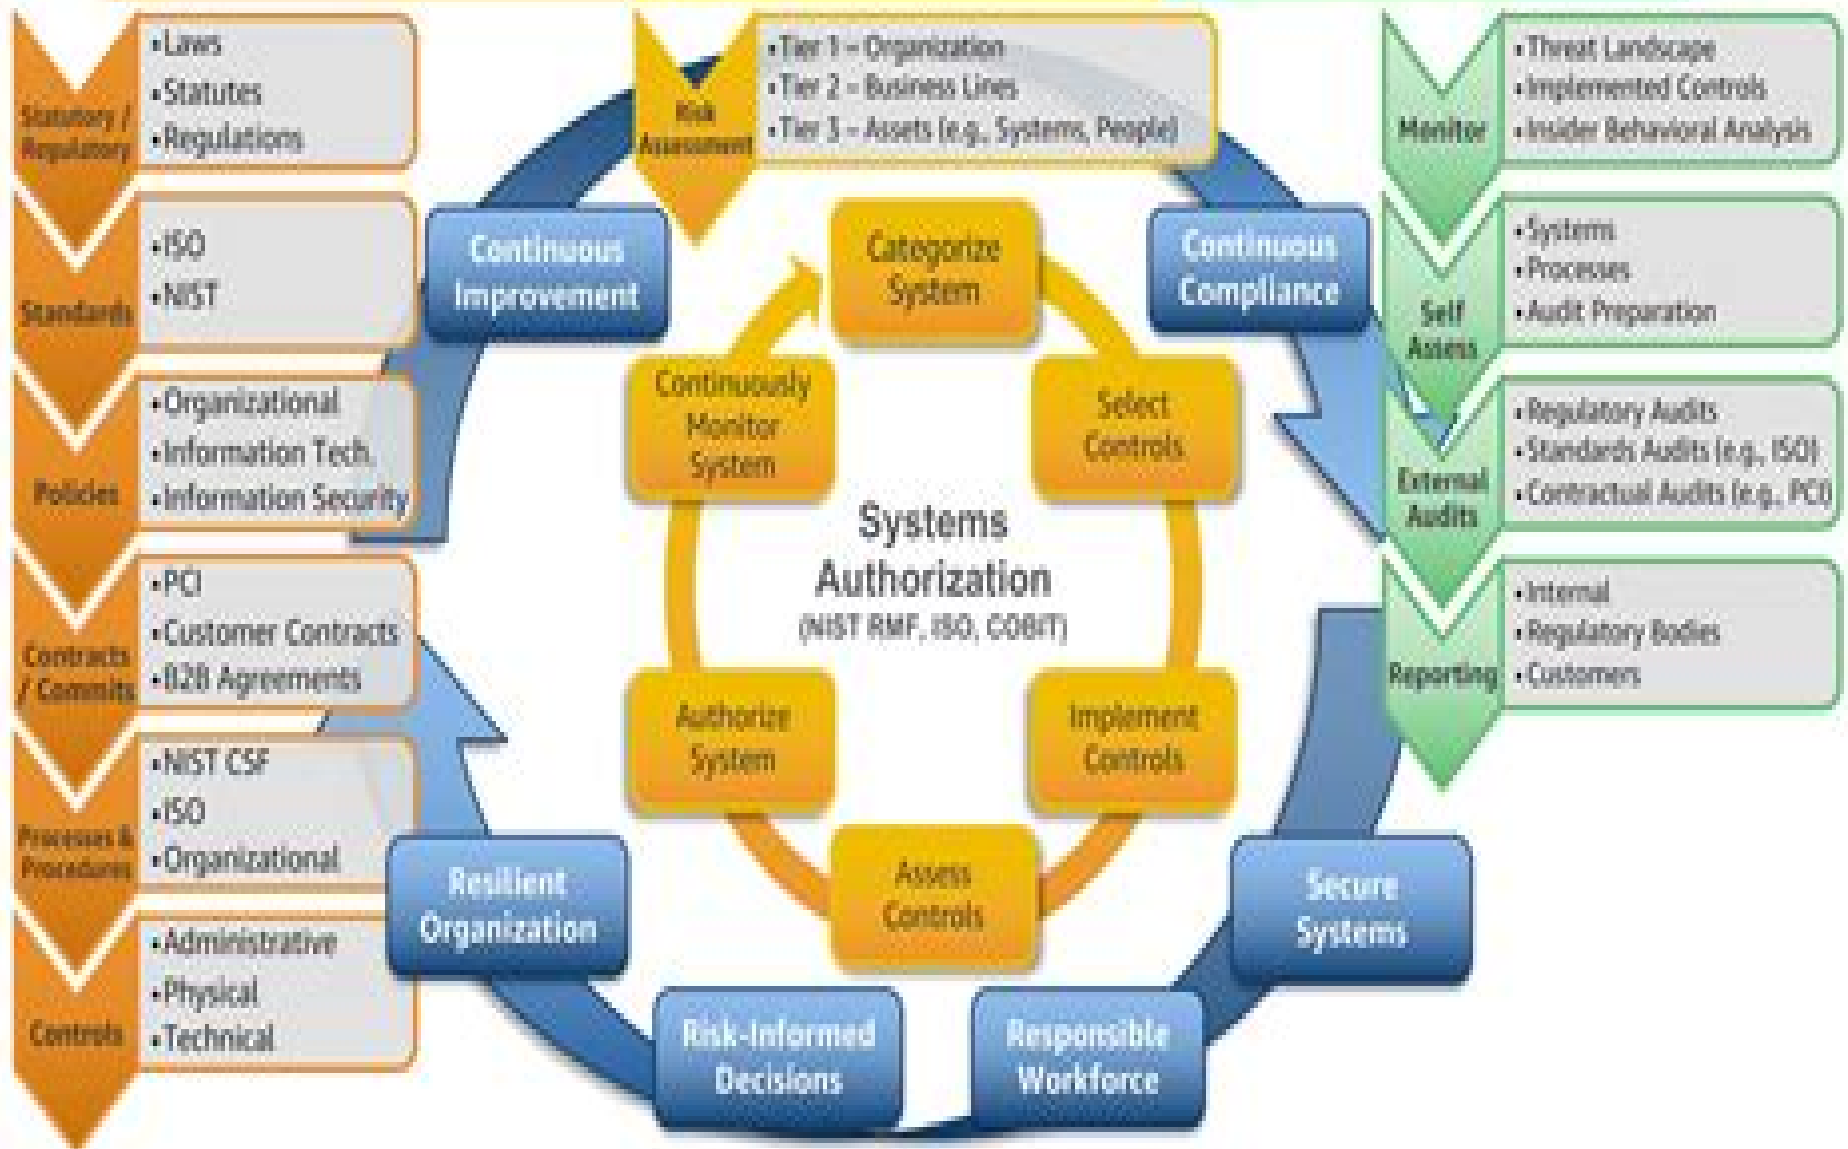 Statutory /
Regulatory
•Laws
•Statutes
•Regulations
Standards
•ISO
•NIST
Policies
•Organizational
•Information Tech.
•Information Security
Contracts
/ Commits
•PCI
•Customer Contracts
•B2B Agreements
Processes &
Procedures
•NIST CSF
•ISO
•Organizational
Controls
•Administrative
•Physical
•Technical
Risk
Assessment
•Tier 1 – Organization
•Tier 2 – Business Lines
•Tier 3 – Assets (e.g., Systems, People)
Continuous
Improvement
Continuous
Compliance
Categorize
System
Select
Controls
Implement
Controls
Assess
Controls
Authorize
System
Continuously
Monitor
System
Systems
Authorization
(NIST RMF, ISO, COBIT)
Secure
Systems
Responsible
Workforce
Risk-Informed
Decisions
Resilient
Organization
Monitor
•Threat Landscape
•Implemented Controls
•Insider Behavioral Analysis
Self
Assess
•Systems
•Processes
•Audit Preparation
External
Audits
•Regulatory Audits
•Standards Audits (e.g., ISO)
•Contractual Audits (e.g., PCI)
Reporting
•Internal
•Regulatory Bodies
•Customers